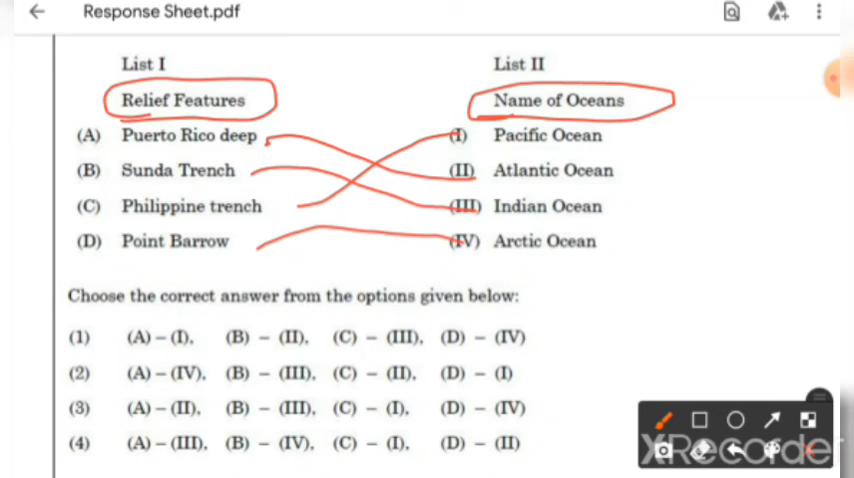 Response Sheet.pdf
List I List II
Relief Features Name of Oceans
(A) Puerto Rico deep (I) Pacific Ocean
(B) Sunda Trench (II) Atlantic Ocean
(C) Philippine trench (III) Indian Ocean
(D) Point Barrow (IV) Arctic Ocean
Choose the correct answer from the options given below:
(1) (A) – (I), (B) – (II), (C) – (III), (D) – (IV)
(2) (A) – (IV), (B) – (III), (C) – (II), (D) – (I)
(3) (A) – (II), (B) – (III), (C) – (I), (D) – (IV)
(4) (A) – (III), (B) – (IV), (C) – (I), (D) – (II)
XRecorder